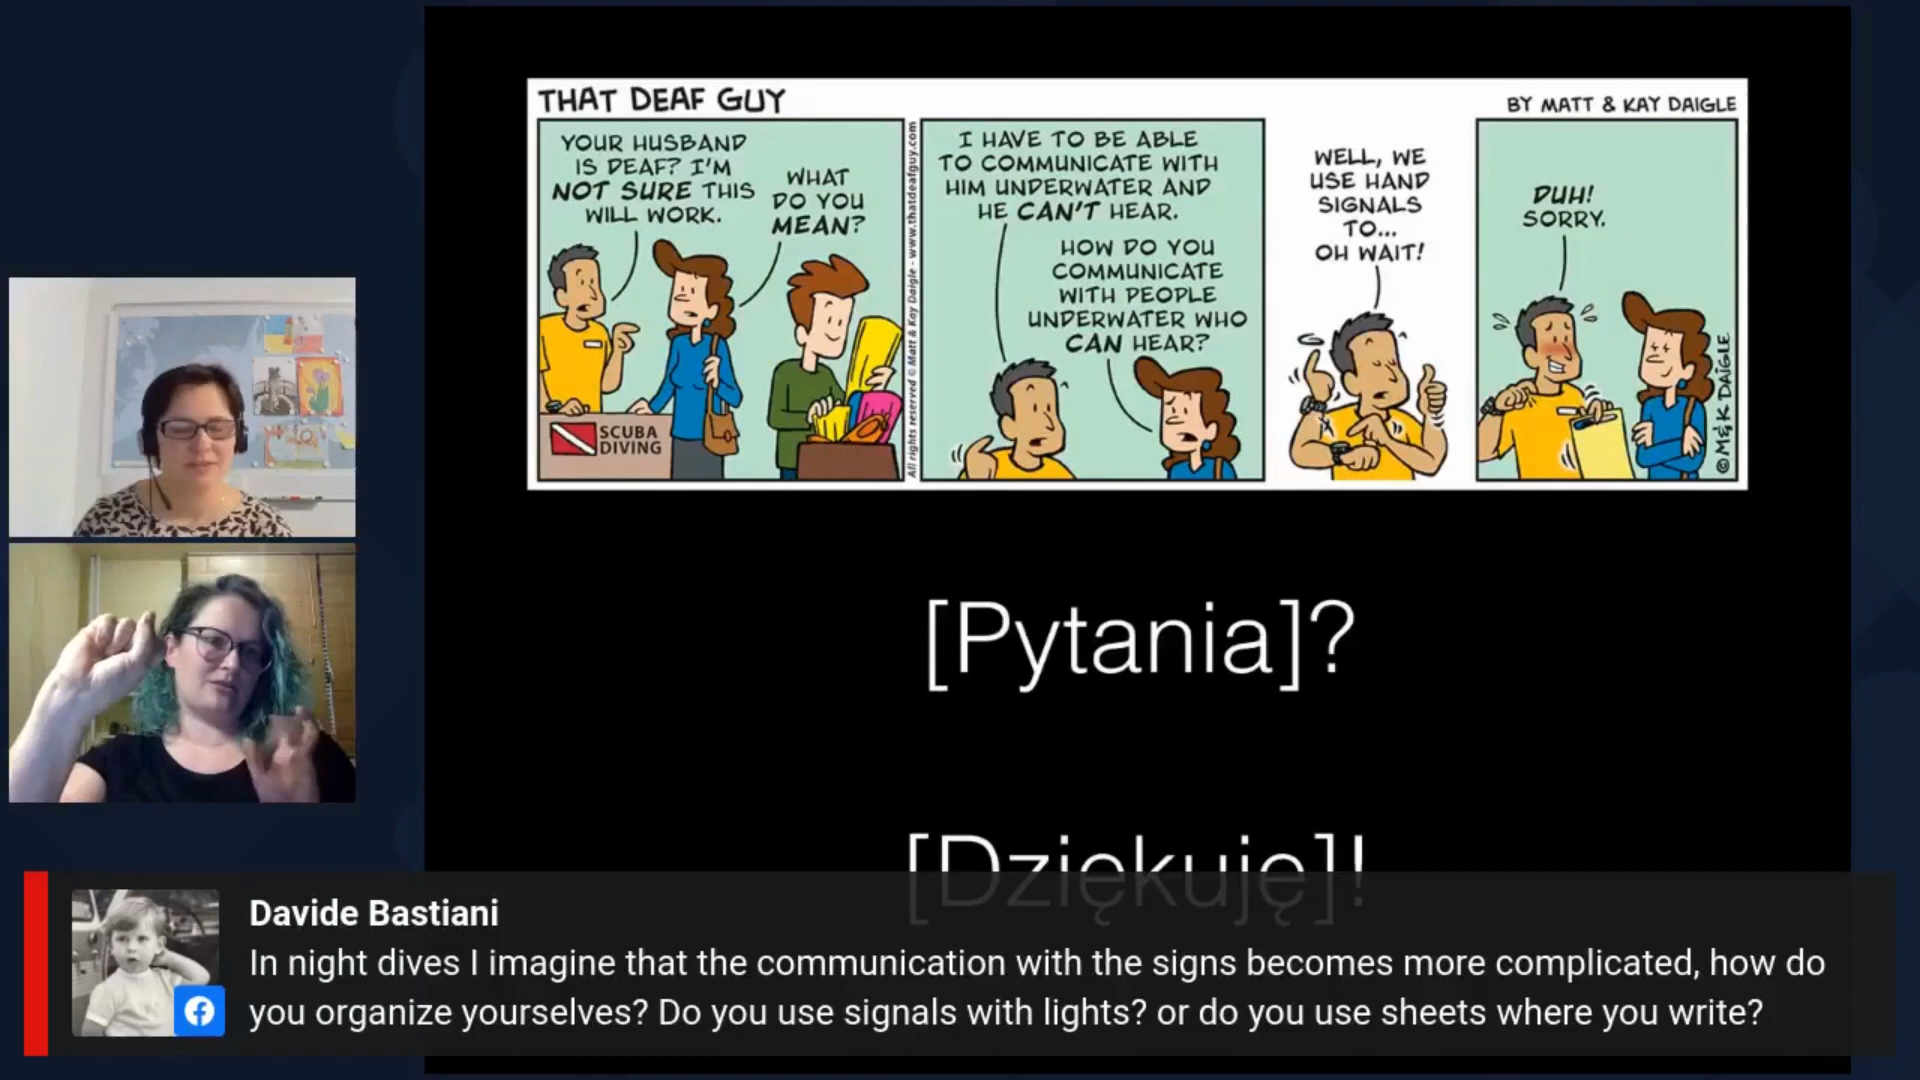 THAT DEAF GUY
BY MATT & KAY DAIGLE
YOUR HUSBAND
IS DEAF? I'M
NOT SURE THIS
WILL WORK.
WHAT
DO YOU
MEAN?
SCUBA
DIVING
All rights reserved © Matt & Kay Daigle - www.thatdeafguy.com
I HAVE TO BE ABLE
TO COMMUNICATE WITH
HIM UNDERWATER AND
HE CAN'T HEAR.
HOW DO YOU
COMMUNICATE
WITH PEOPLE
UNDERWATER WHO
CAN HEAR?
WELL, WE
USE HAND
SIGNALS
TO...
OH WAIT!
DUH!
SORRY.
©M&K DAIGLE
[Pytania]?
[Dziękuję]!
Davide Bastiani
In night dives I imagine that the communication with the signs becomes more complicated, how do
you organize yourselves? Do you use signals with lights? or do you use sheets where you write?